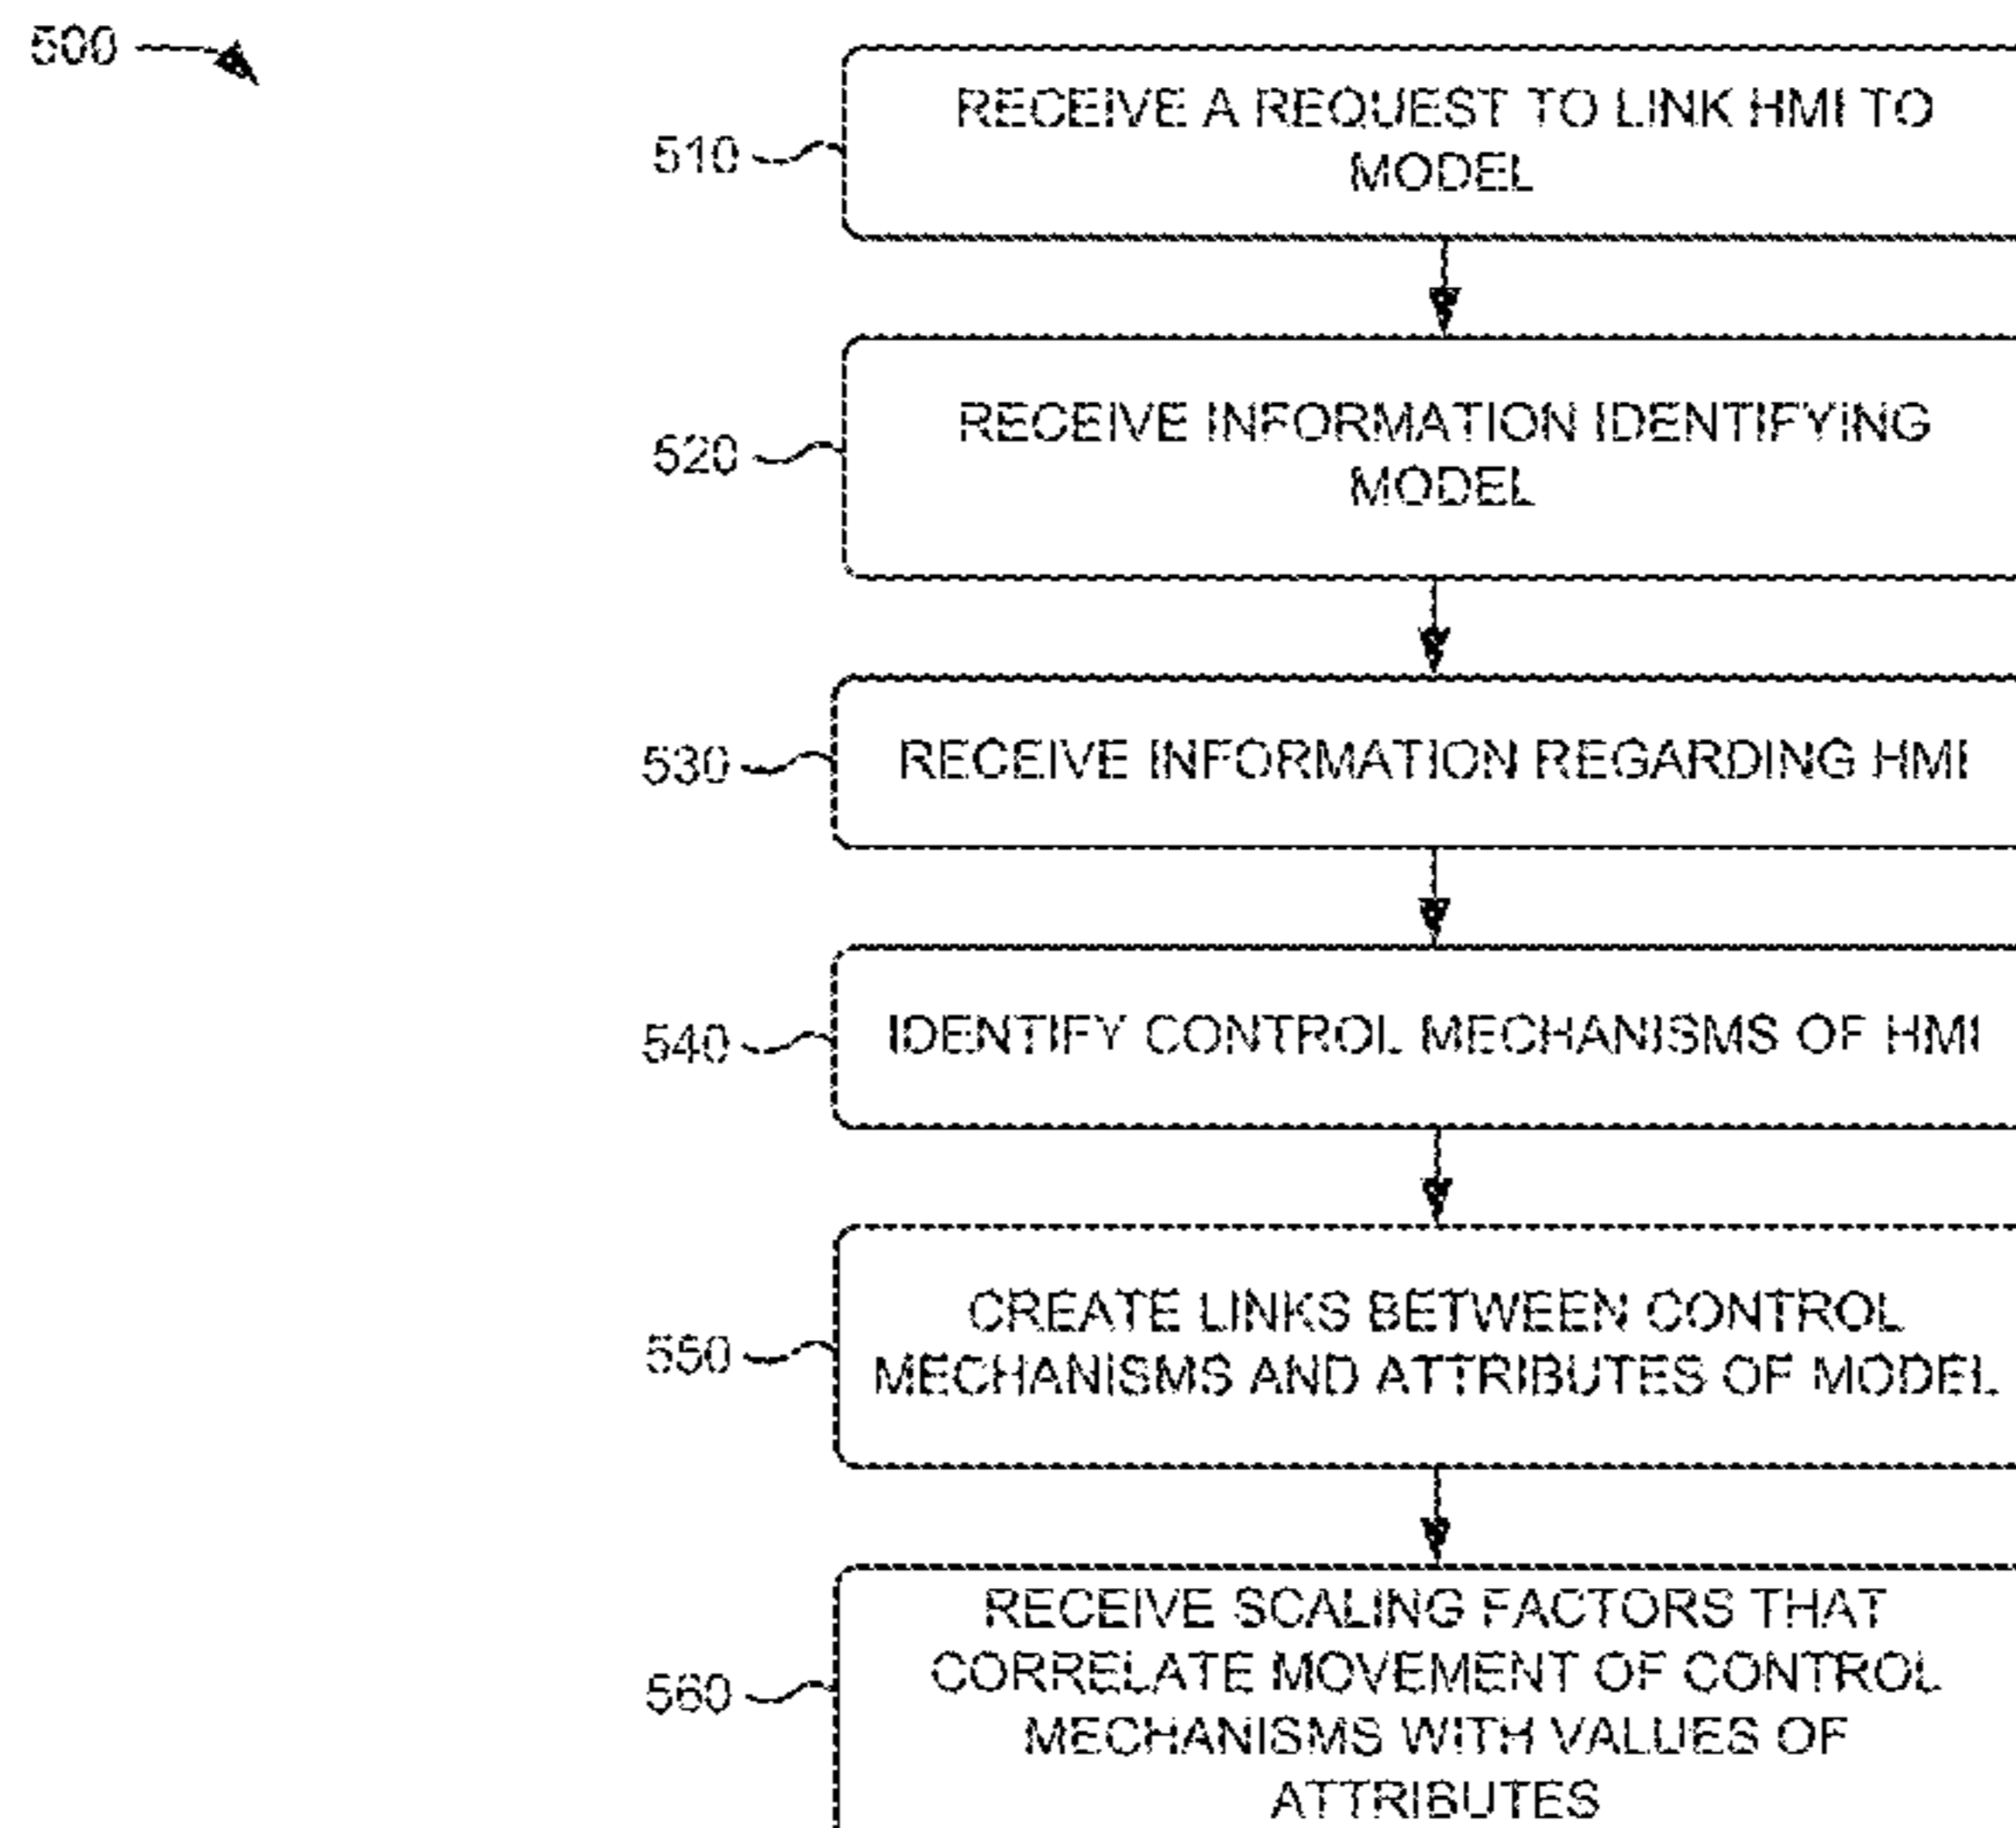 500
RECEIVE A REQUEST TO LINK HMI TO
MODEL
510
RECEIVE INFORMATION IDENTIFYING
MODEL
520
530
RECEIVE INFORMATION REGARDING HMI
540
IDENTIFY CONTROL MECHANISMS OF HMI
CREATE LINKS BETWEEN CONTROL
MECHANISMS AND ATTRIBUTES OF MODEL
550
RECEIVE SCALING FACTORS THAT
CORRELATE MOVEMENT OF CONTROL
MECHANISMS WITH VALUES OF
ATTRIBUTES
560